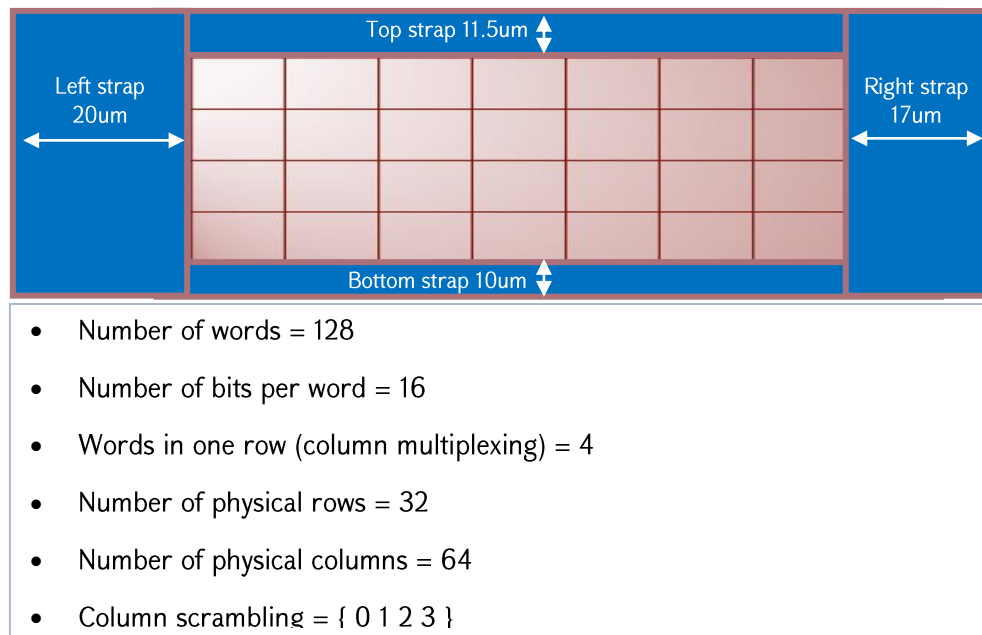 Top strap 11.5um
Left strap
20um
Right strap
17um
Bottom strap 10um
• Number of words = 128
• Number of bits per word = 16
• Words in one row (column multiplexing) = 4
• Number of physical rows = 32
• Number of physical columns = 64
• Column scrambling = { 0 1 2 3 }